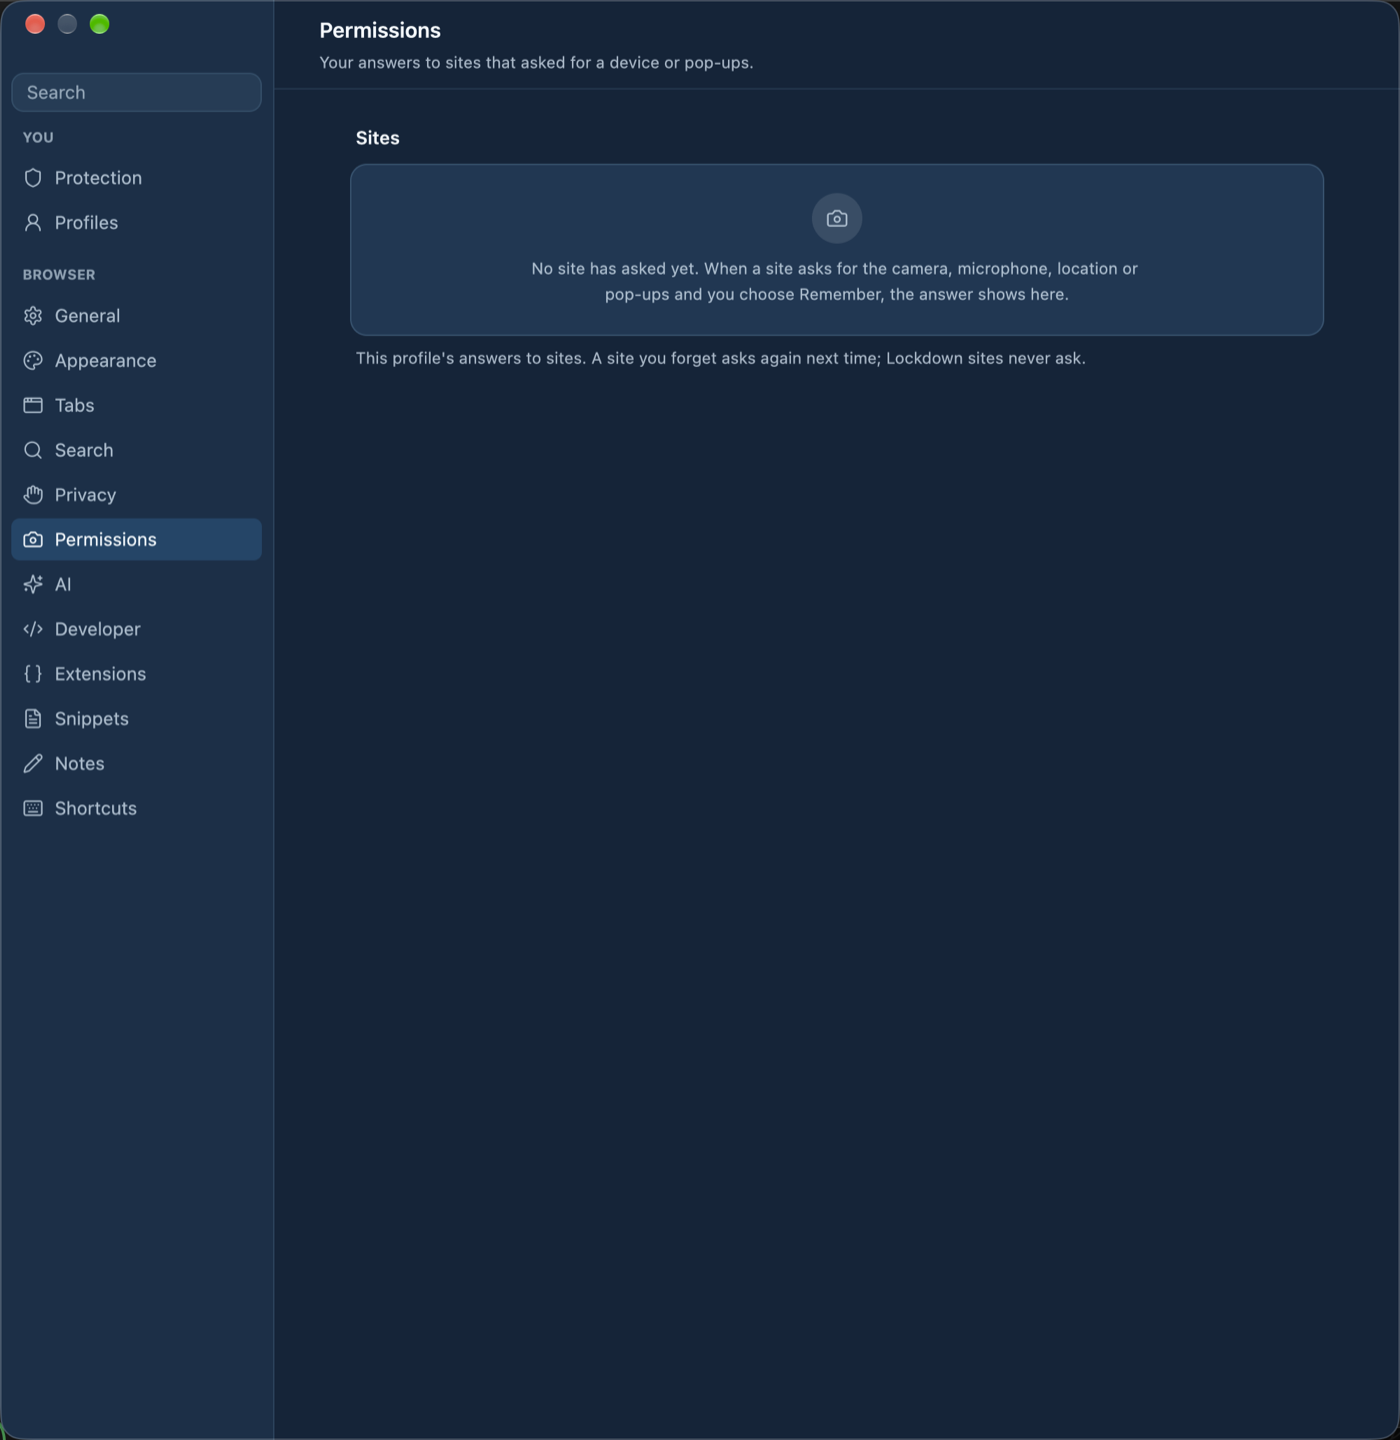 Permissions
Your answers to sites that asked for a device or pop-ups.
Search
YOU
Protection
Profiles
BROWSER
General
Appearance
Tabs
Search
Privacy
Permissions
AI
Developer
Extensions
Snippets
Notes
Shortcuts
Sites
No site has asked yet. When a site asks for the camera, microphone, location or
pop-ups and you choose Remember, the answer shows here.
This profile's answers to sites. A site you forget asks again next time; Lockdown sites never ask.